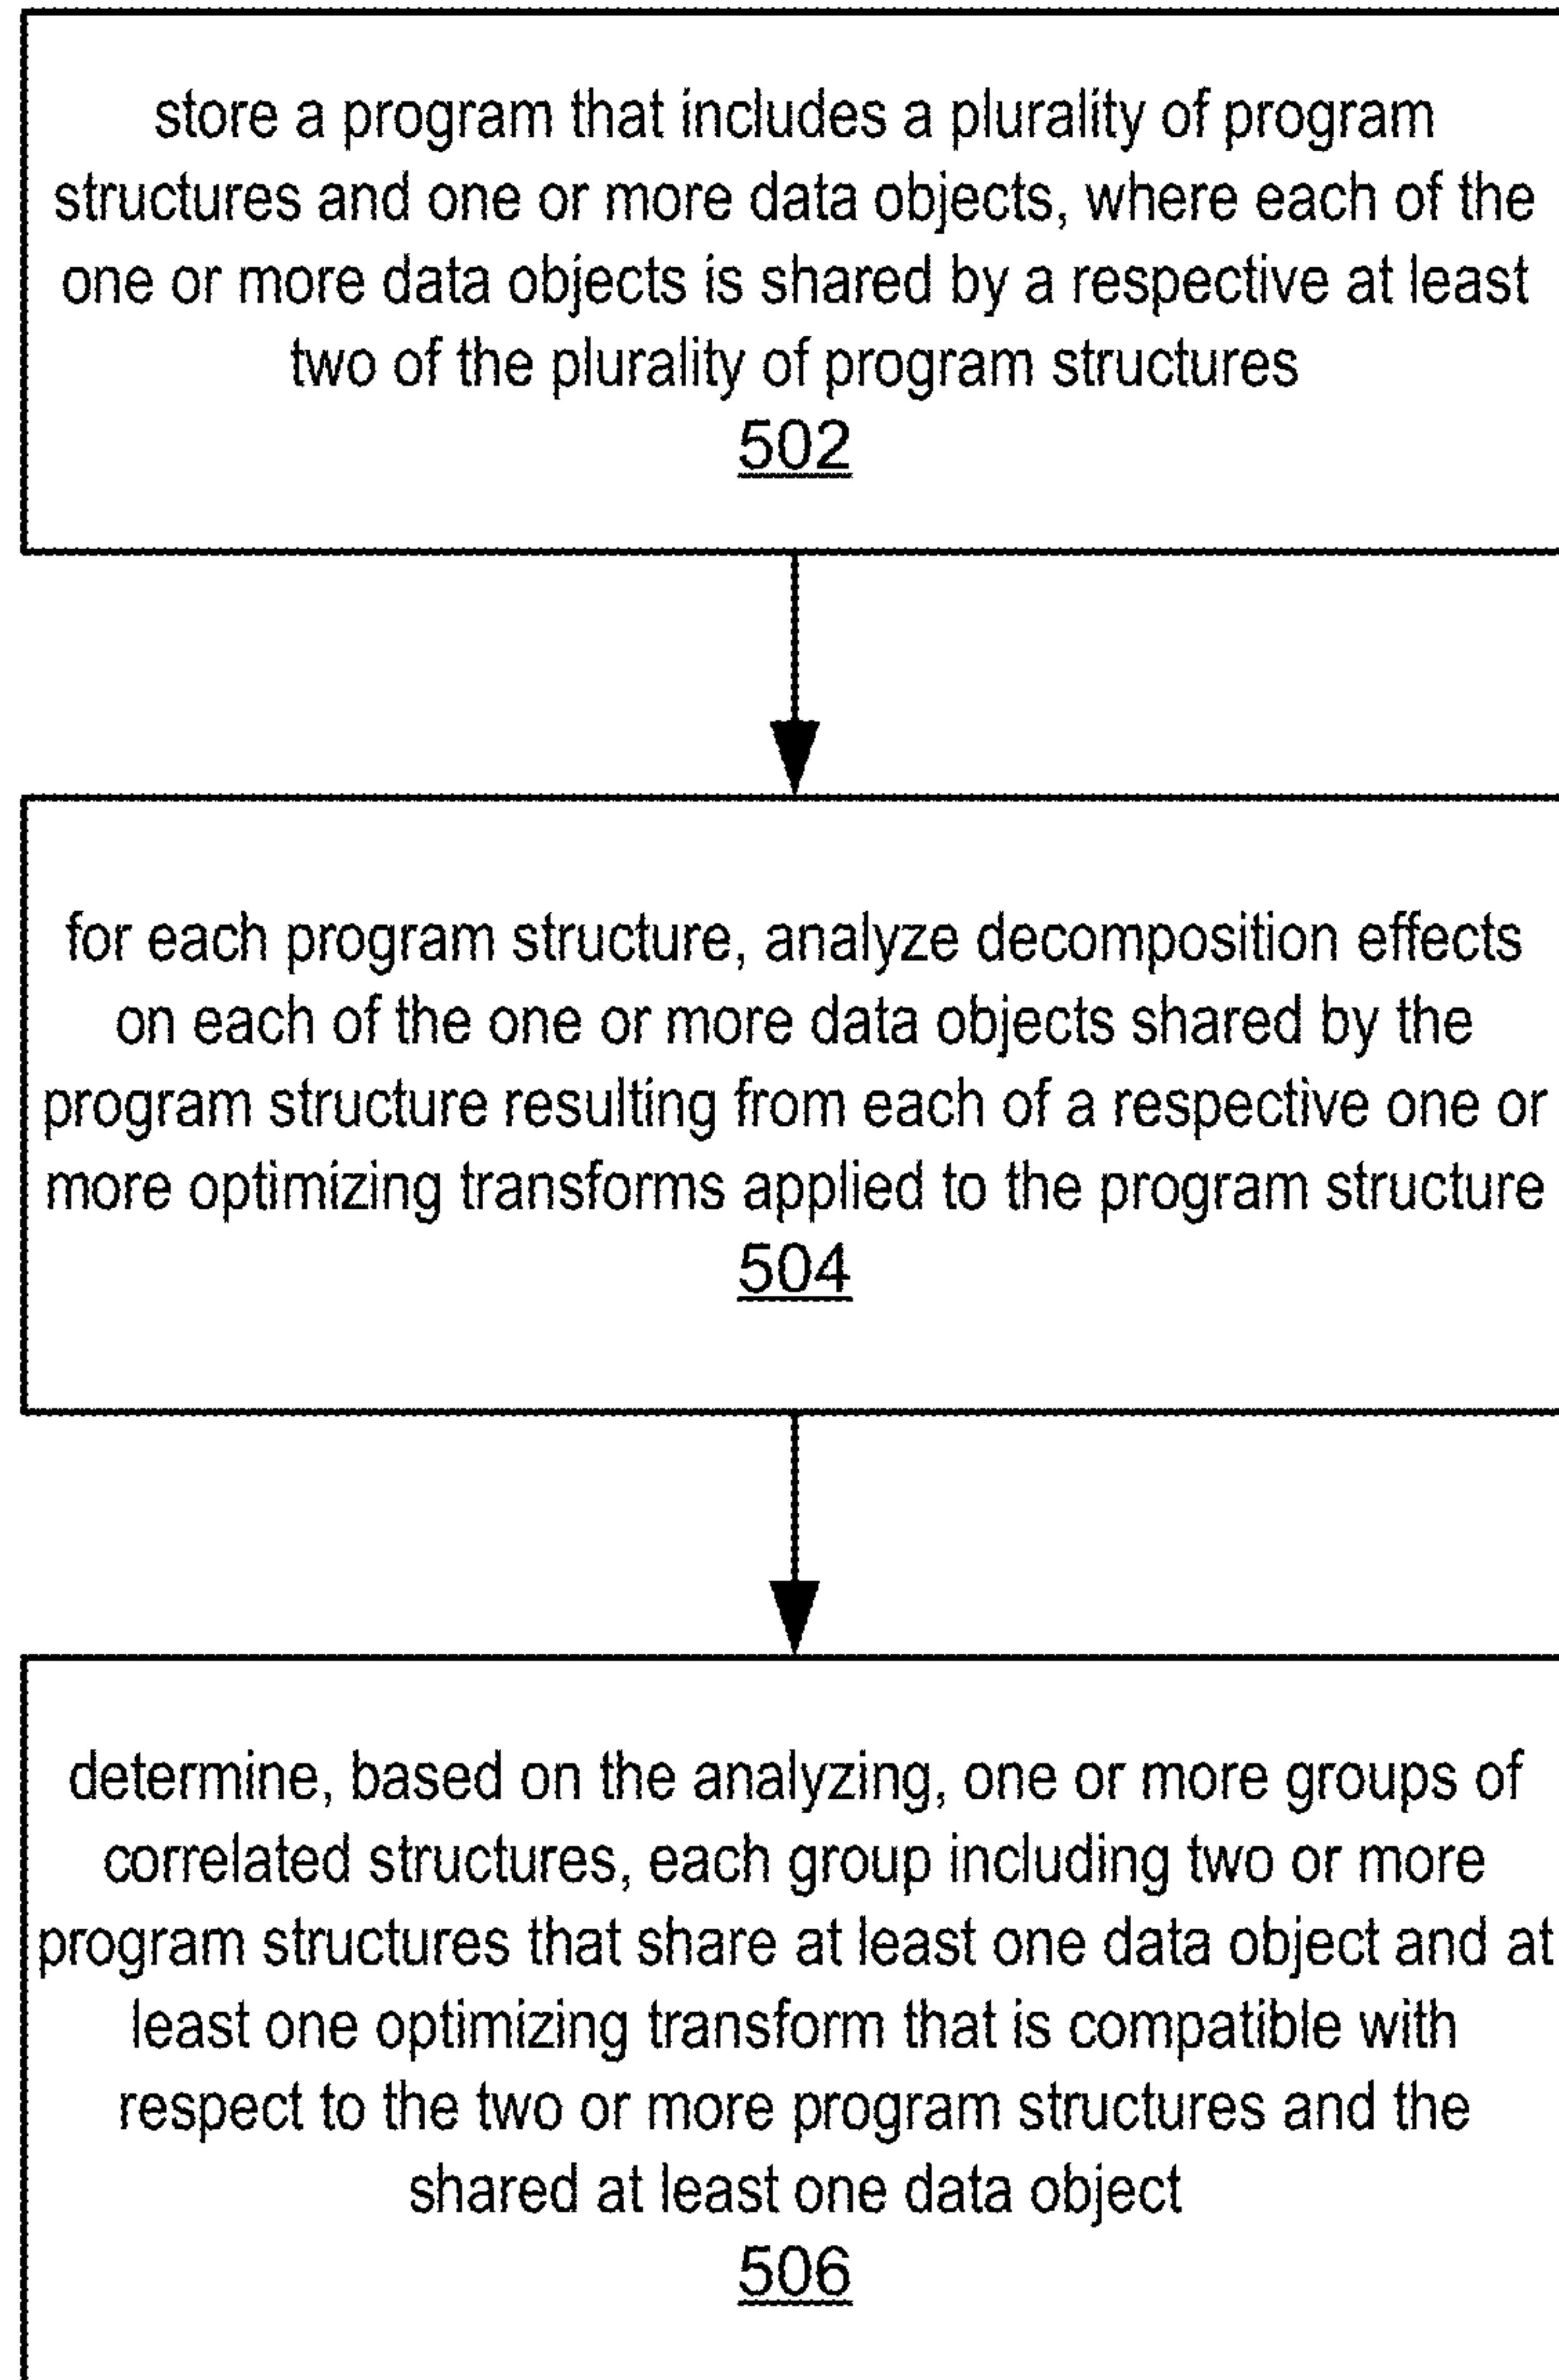 store a program that includes a plurality of program
structures and one or more data objects, where each of the
one or more data objects is shared by a respective at least
two of the plurality of program structures
502
for each program structure, analyze decomposition effects
on each of the one or more data objects shared by the
program structure resulting from each of a respective one or
more optimizing transforms applied to the program structure
504
determine, based on the analyzing, one or more groups of
correlated structures, each group including two or more
program structures that share at least one data object and at
least one optimizing transform that is compatible with
respect to the two or more program structures and the
shared at least one data object
506